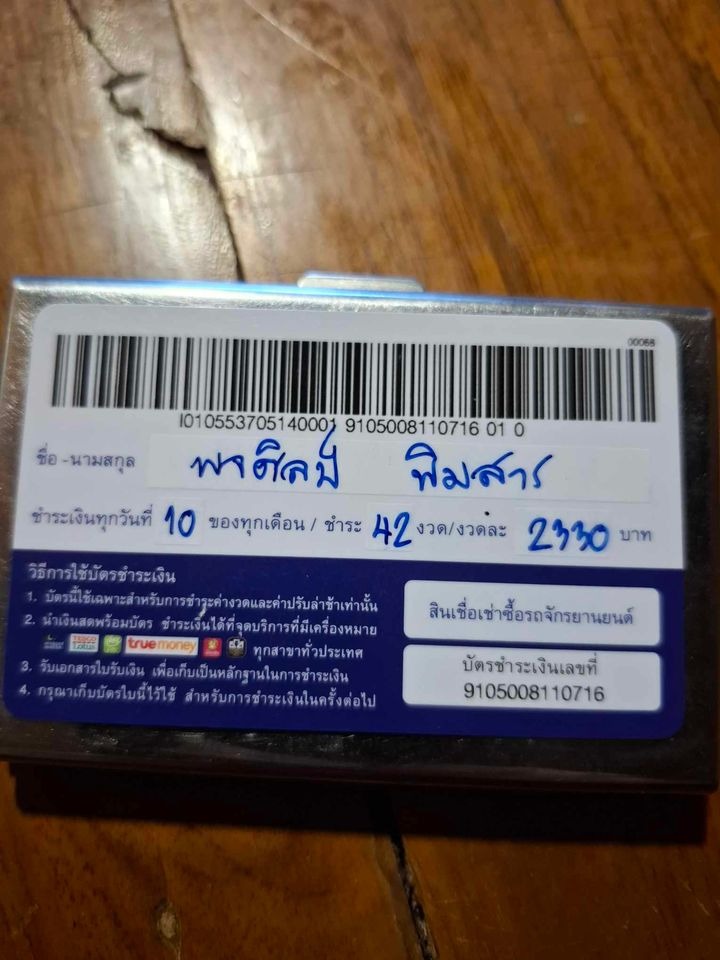 00066
I010553705140001 9105008110716 01 0
ชื่อ -นามสกุล พจศิลป์ พิมสาร
ชำระเงินทุกวันที่ 10 ของทุกเดือน / ชำระ 42 งวด/งวดละ 2330 บาท
วิธีการใช้บัตรชำระเงิน
1. บัตรนี้ใช้เฉพาะสำหรับการชำระค่างวดและค่าปรับล่าช้าเท่านั้น
2. นำเงินสดพร้อมบัตร ชำระเงินได้ที่จุดบริการที่มีเครื่องหมาย
TESCO Lotus truemoney ทุกสาขาทั่วประเทศ
3. รับเอกสารใบรับเงิน เพื่อเก็บเป็นหลักฐานในการชำระเงิน
4. กรุณาเก็บบัตรใบนี้ไว้ใช้ สำหรับการชำระเงินในครั้งต่อไป
สินเชื่อเช่าซื้อรถจักรยานยนต์
บัตรชำระเงินเลขที่
9105008110716